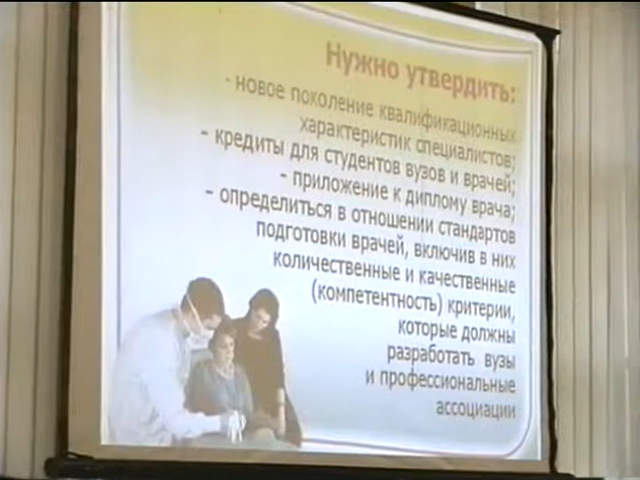 Нужно утвердить:
- новое поколение квалификационных
характеристик специалистов;
- кредиты для студентов вузов и врачей;
- приложение к диплому врача;
- определиться в отношении стандартов
подготовки врачей, включив в них
количественные и качественные
(компетентность) критерии,
которые должны
разработать вузы
и профессиональные
ассоциации